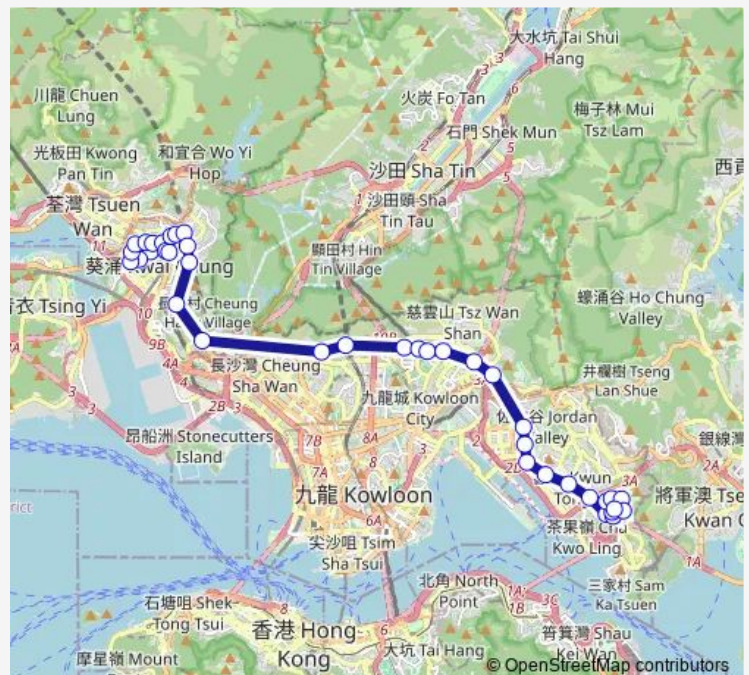 大水坑 Tai Shui
Hang
川龍 Chuen
Lung
火炭 Fo Tan
梅子林 Mui
Tsz Lam
石門 Shek Mun
光板田 Kwong
Pan Tin
和宜合 Wo Yi
Hop
沙田 Sha Tin
西貢
荃灣 Tsuen
Wan
沙田頭 Sha
Tin Tau
顯田村 Hin
Tin Village
葵涌 Kwai Chung
青衣 Tsing Yi
村 Cheung
Village
慈雲山 Tsz Wan
Shan
蠔涌谷 Ho Chung
Valley
長沙灣 Cheung
Sha Wan
井欄樹 Tseng
Lan Shue
九龍城 Kowloon
City
谷 Jordan
Valley
昂船洲 Stonecutters
Island
銀線灣
九龍 Kowloon
Kwun
將軍澳 Tse
Kwan O
尖沙咀 Tsim
Sha Tsui
茶果嶺 Cha
Kwo Ling
北角 North
Point
三家村 Sam
Ka Tsuen
石塘咀 Shek
Tong Tsui
香港 Hong
Kong
大坑 Tai Hang
筲箕灣 Shau
Kei Wan
摩星嶺 Mount
© OpenStreetMap contributors